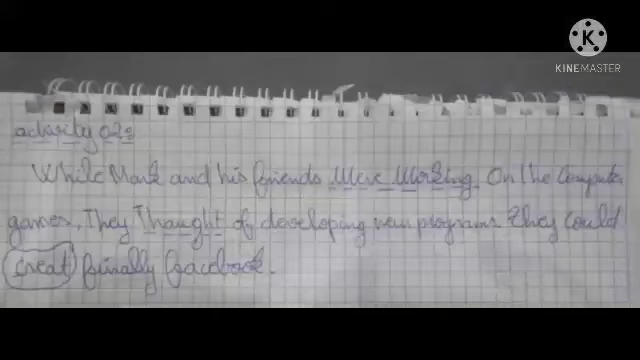 KINEMASTER
activity 02:
While Mark and his friends were working on the Computer
games, They Thought of developing new programs They could
creat finally facebook.